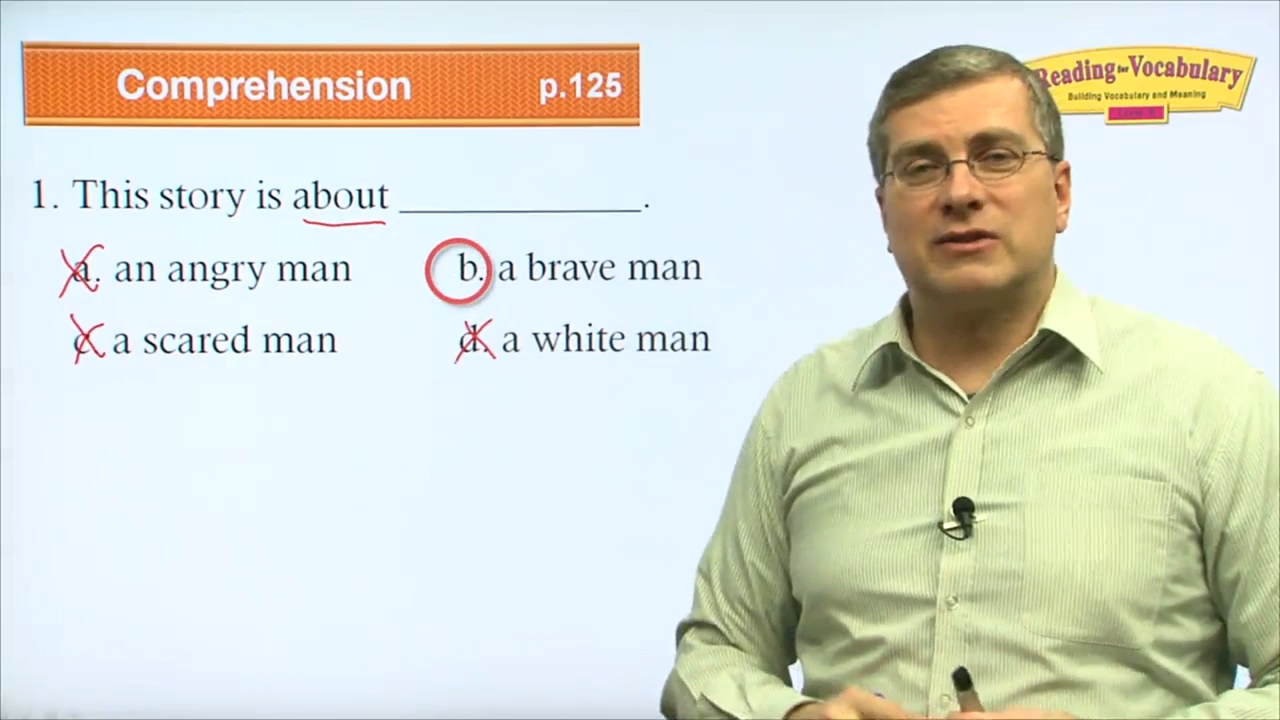 Comprehension p.125
Reading for Vocabulary
Building Vocabulary and Meaning
1. This story is about ____________.
a. an angry man b. a brave man
c. a scared man d. a white man